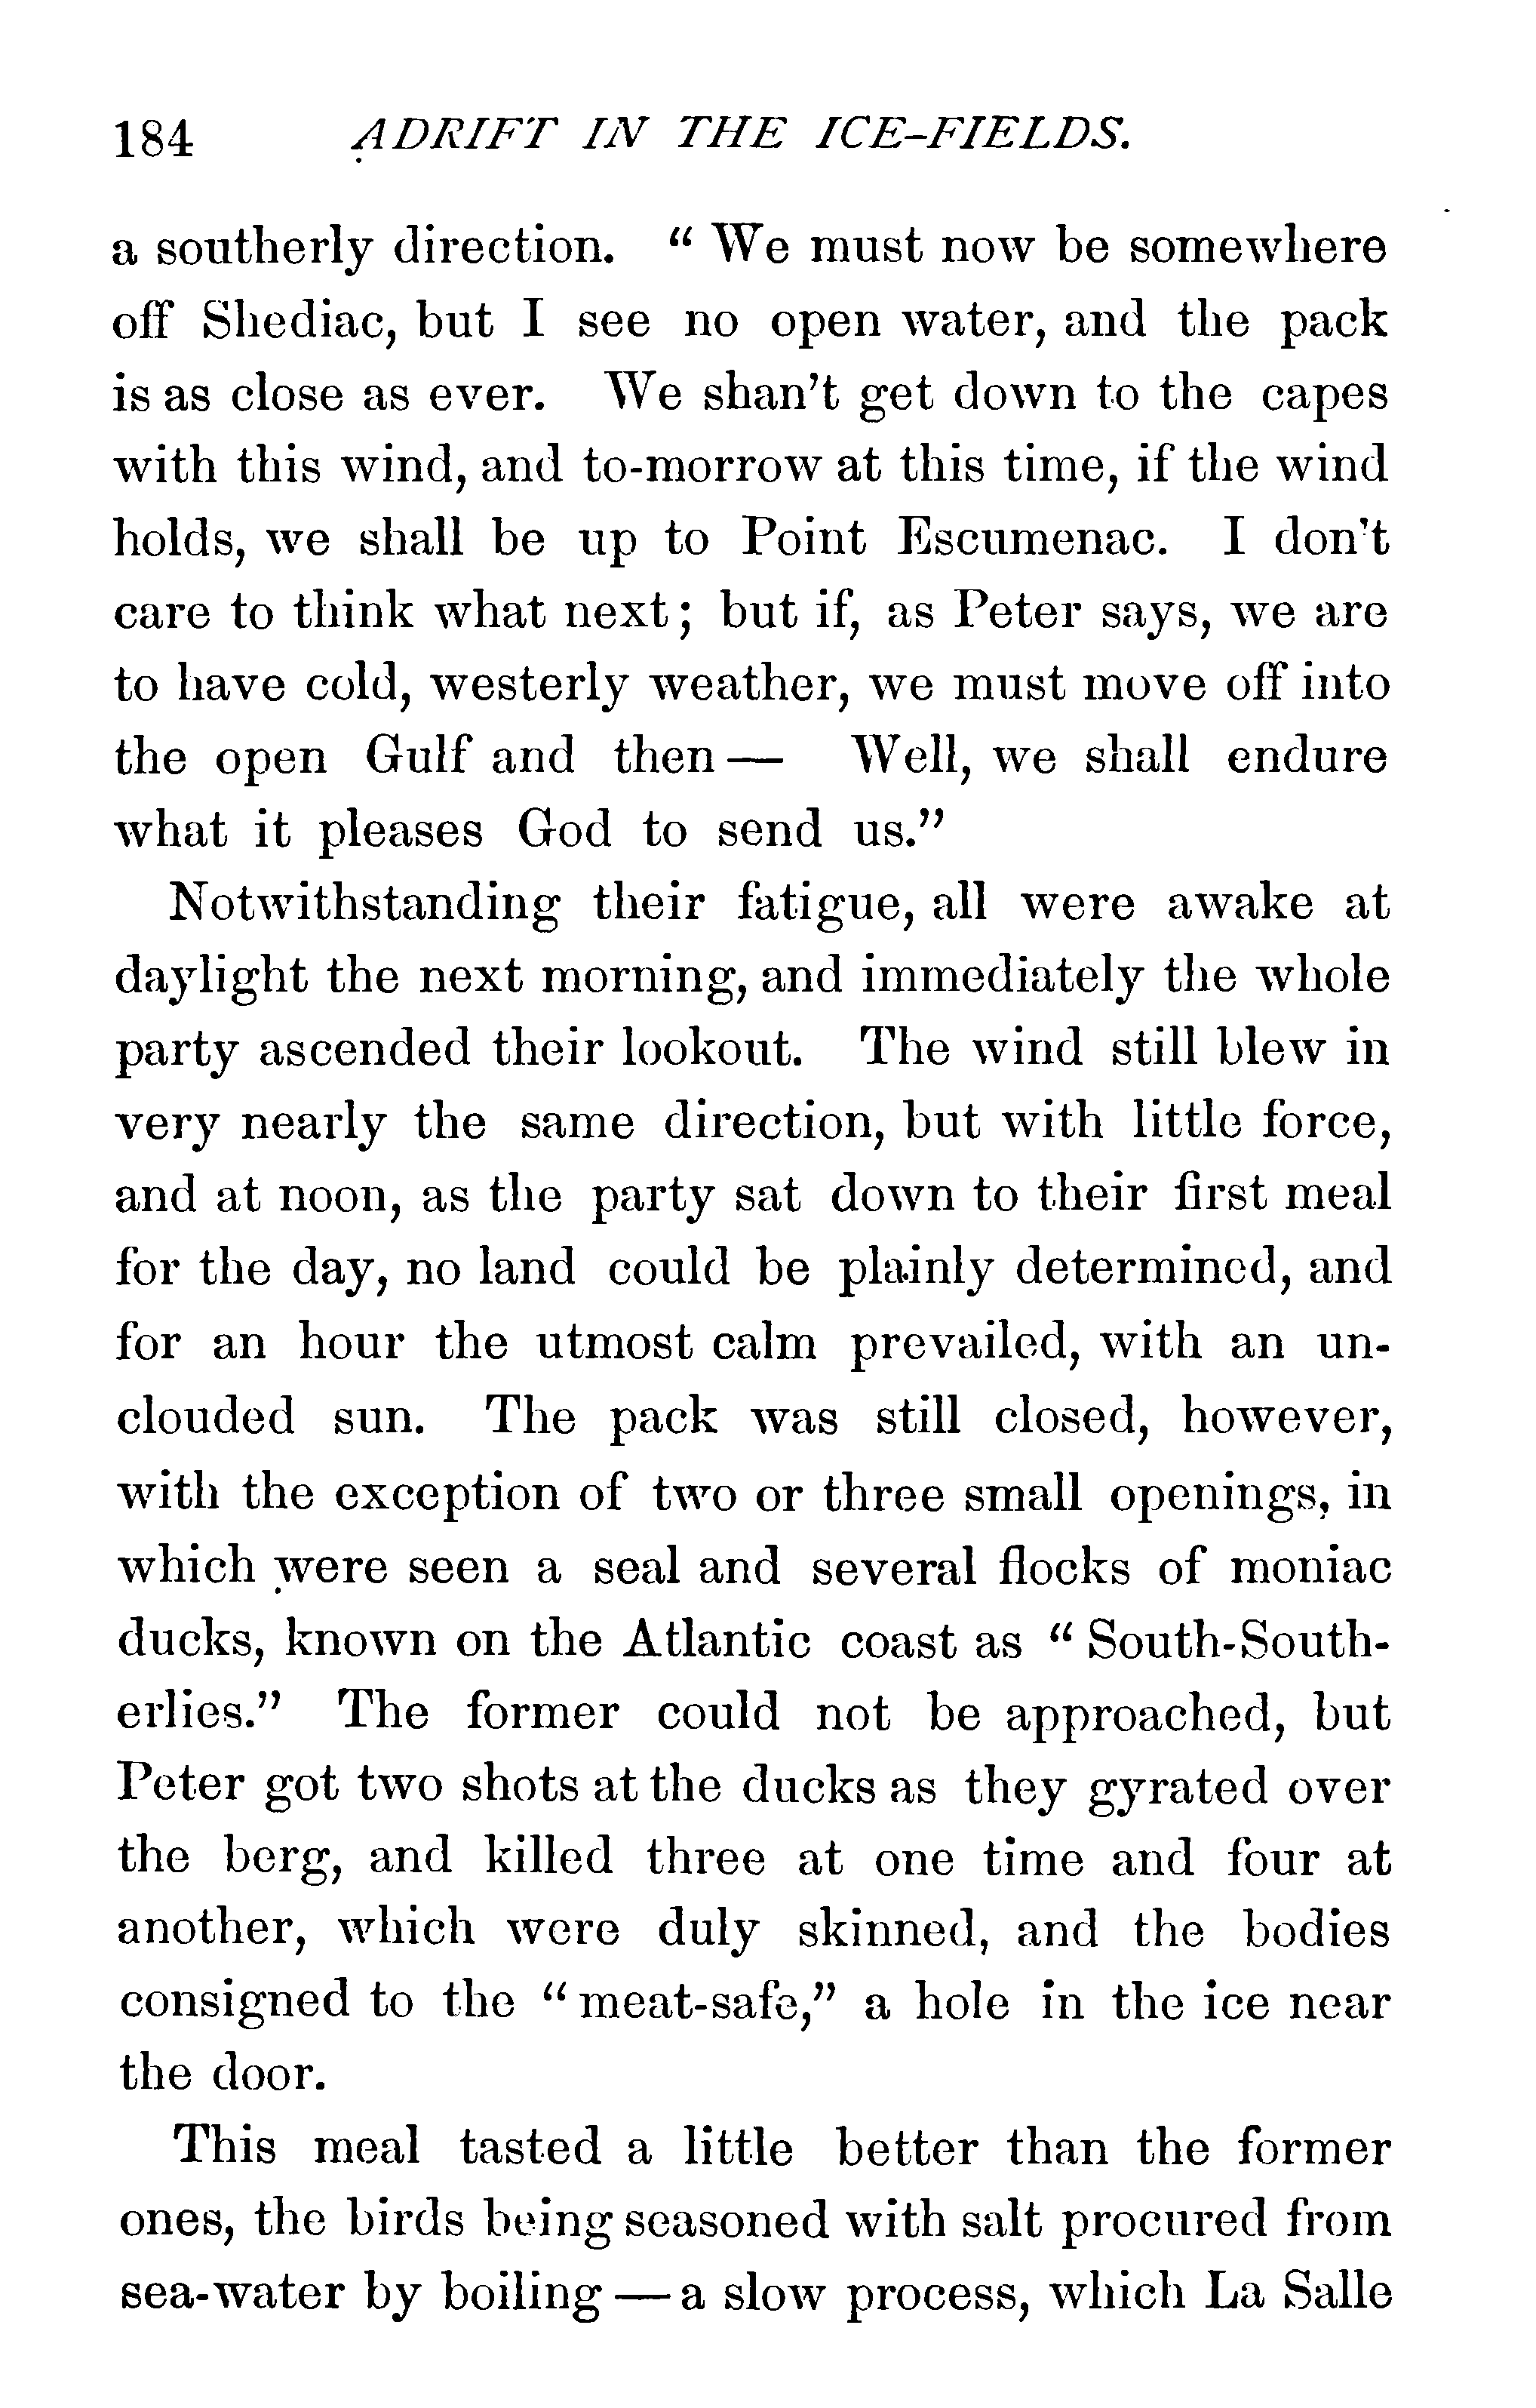 184 ADRIFT IN THE ICE-FIELDS.
a southerly direction. “ We must now be somewhere
off Shediac, but I see no open water, and the pack
is as close as ever. We shan’t get down to the capes
with this wind, and to-morrow at this time, if the wind
holds, we shall be up to Point Escumenac. I don’t
care to think what next; but if, as Peter says, we are
to have cold, westerly weather, we must move off into
the open Gulf and then — Well, we shall endure
what it pleases God to send us.”
Notwithstanding their fatigue, all were awake at
daylight the next morning, and immediately the whole
party ascended their lookout. The wind still blew in
very nearly the same direction, but with little force,
and at noon, as the party sat down to their first meal
for the day, no land could be plainly determined, and
for an hour the utmost calm prevailed, with an un-
clouded sun. The pack was still closed, however,
with the exception of two or three small openings, in
which were seen a seal and several flocks of moniac
ducks, known on the Atlantic coast as “ South-South-
erlies.” The former could not be approached, but
Peter got two shots at the ducks as they gyrated over
the berg, and killed three at one time and four at
another, which were duly skinned, and the bodies
consigned to the “ meat-safe,” a hole in the ice near
the door.
This meal tasted a little better than the former
ones, the birds being seasoned with salt procured from
sea-water by boiling — a slow process, which La Salle